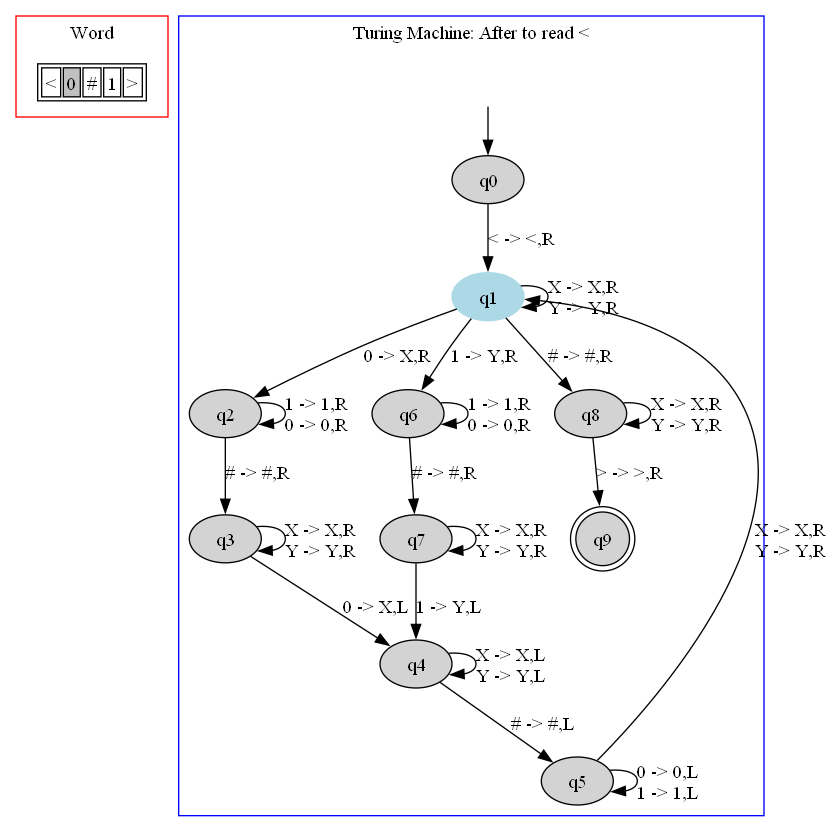 Word
< 0 # 1 >
Turing Machine: After to read <
q0
< -> <,R
q1
X -> X,R
Y -> Y,R
0 -> X,R
1 -> Y,R
# -> #,R
q2
1 -> 1,R
0 -> 0,R
q6
1 -> 1,R
0 -> 0,R
q8
X -> X,R
Y -> Y,R
# -> #,R
# -> #,R
> -> >,R
q3
X -> X,R
Y -> Y,R
q7
X -> X,R
Y -> Y,R
q9
X -> X,R
Y -> Y,R
0 -> X,L
1 -> Y,L
q4
X -> X,L
Y -> Y,L
# -> #,L
q5
0 -> 0,L
1 -> 1,L